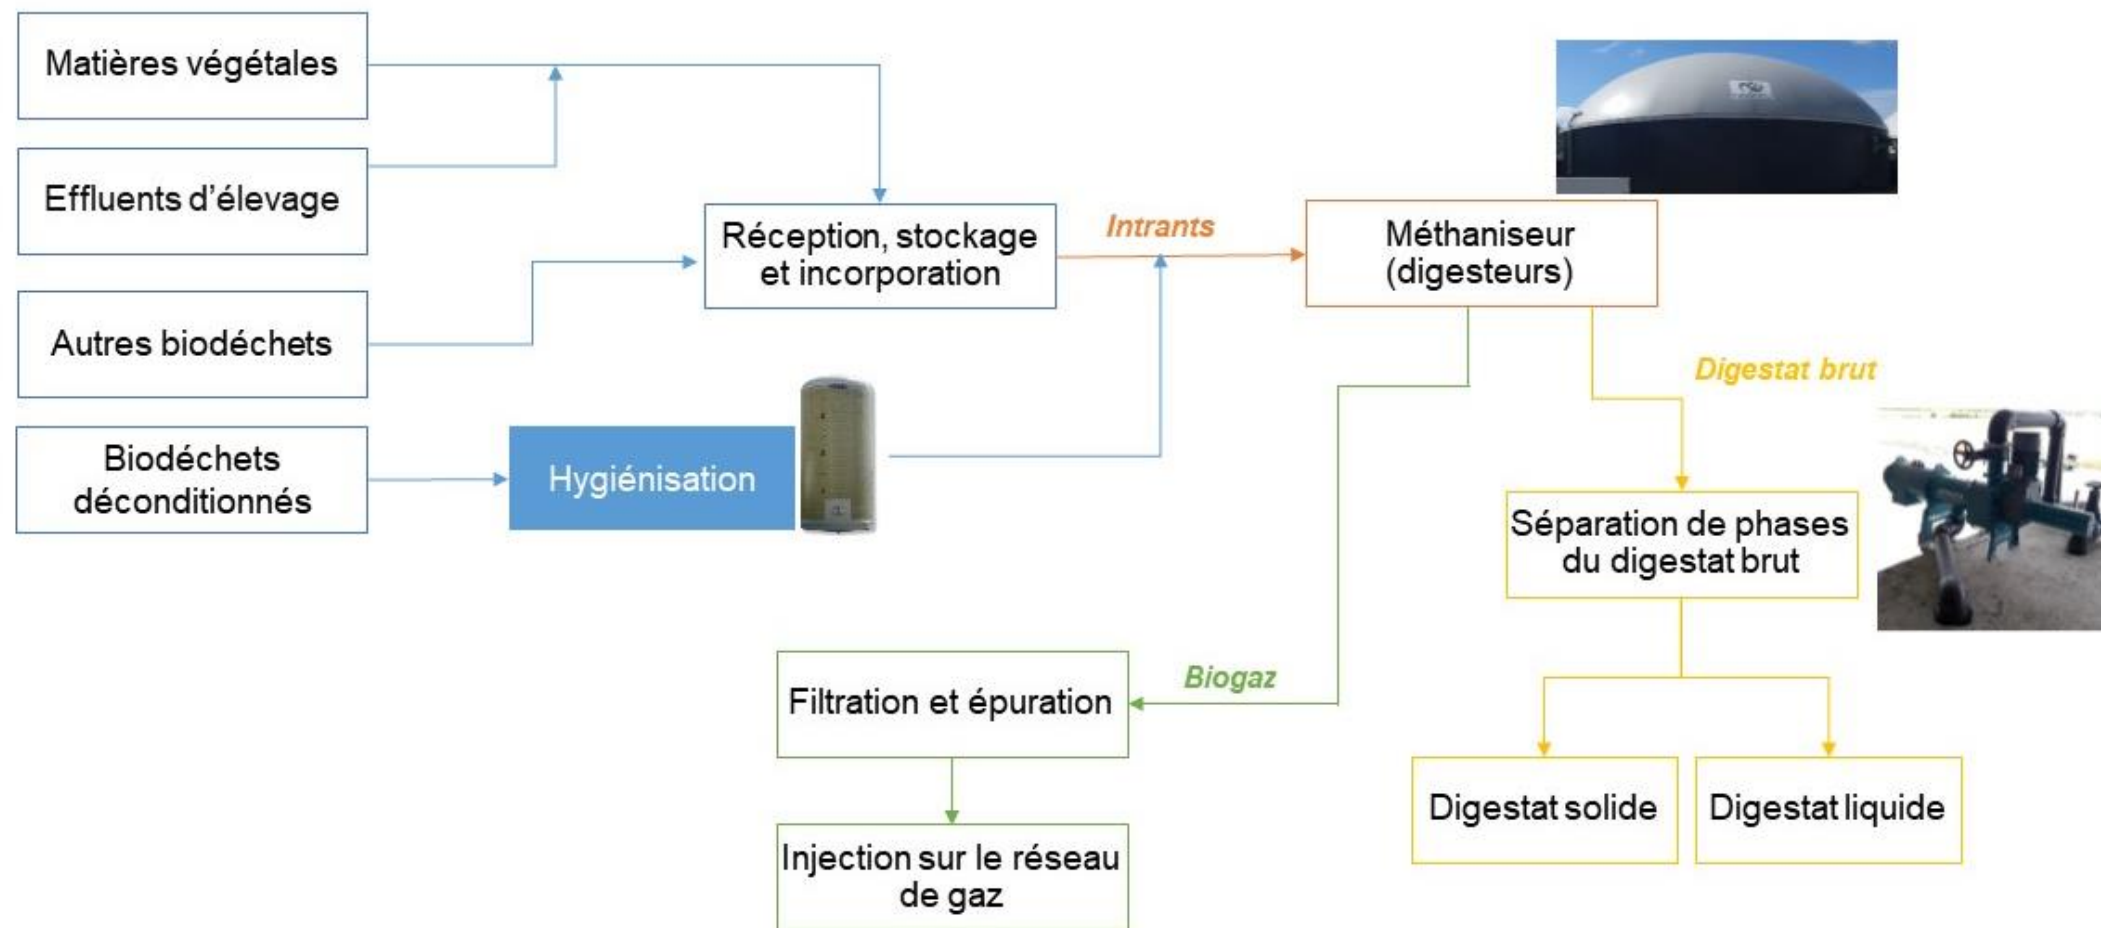 Matières végétales
Effluents d'élevage
Autres biodéchets
Biodéchets
déconditionnés
Hygiénisation
Réception, stockage
et incorporation
Intrants
Méthaniseur
(digesteurs)
Digestat brut
Séparation de phases
du digestat brut
Biogaz
Filtration et épuration
Injection sur le réseau
de gaz
Digestat solide
Digestat liquide